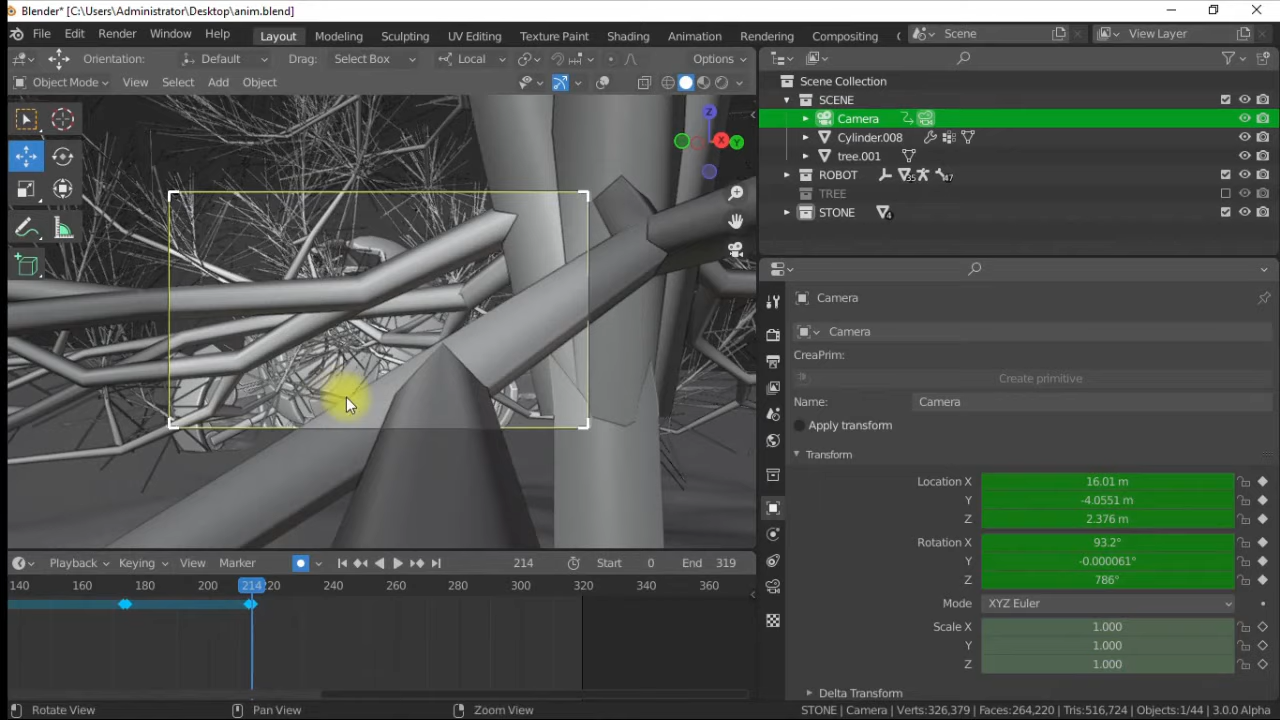 Blender* [C:\Users\Administrator\Desktop\anim.blend]
File Edit Render Window Help
Layout Modeling Sculpting UV Editing Texture Paint Shading Animation Rendering Compositing
Scene
View Layer
Orientation: Default Drag: Select Box Local Options
Object Mode View Select Add Object
Z
X
Y
Scene Collection
SCENE
Camera
Cylinder.008
tree.001
ROBOT 47
TREE
STONE 4
Camera
Camera
CreaPrim:
Create primitive
Name: Camera
Apply transform
Transform
Location X 16.01 m
Y -4.0551 m
Z 2.376 m
Rotation X 93.2°
Y -0.000061°
Z 786°
Mode XYZ Euler
Scale X 1.000
Y 1.000
Z 1.000
Delta Transform
Playback Keying View Marker 214 Start 0 End 319
140 160 180 200 214 220 240 260 280 300 320 340 360
Rotate View Pan View Zoom View
STONE | Camera | Verts:326,379 | Faces:264,220 | Tris:516,724 | Objects:1/44 | 3.0.0 Alpha